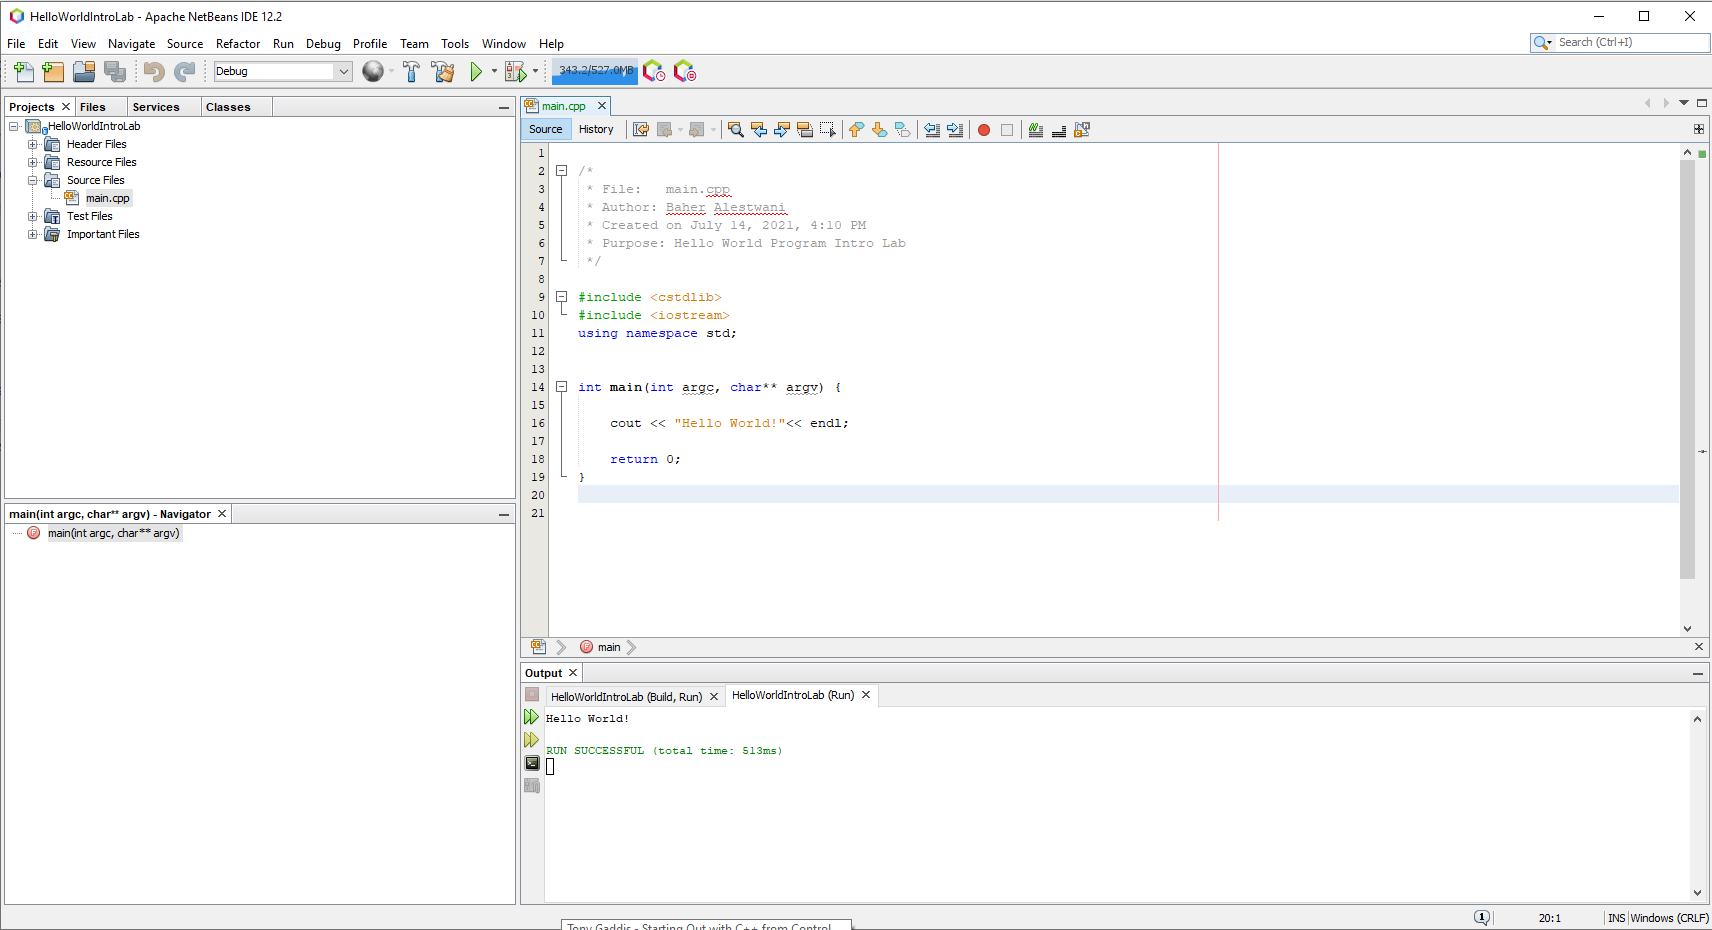 HelloWorldIntroLab - Apache NetBeans IDE 12.2
File Edit View Navigate Source Refactor Run Debug Profile Team Tools Window Help
Search (Ctrl+I)
Debug
343.2/527.0MB
Projects Files Services Classes
HelloWorldIntroLab
Header Files
Resource Files
Source Files
main.cpp
Test Files
Important Files
main(int argc, char** argv) - Navigator
main(int argc, char** argv)
main.cpp
Source History
1
2 /*
3 * File:   main.cpp
4 * Author: Baher Alestwani
5 * Created on July 14, 2021, 4:10 PM
6 * Purpose: Hello World Program Intro Lab
7 */
8
9 #include <cstdlib>
10 #include <iostream>
11 using namespace std;
12
13
14 int main(int argc, char** argv) {
15
16 cout << "Hello World!"<< endl;
17
18 return 0;
19 }
20
21
main
Output
HelloWorldIntroLab (Build, Run) HelloWorldIntroLab (Run)
Hello World!
RUN SUCCESSFUL (total time: 513ms)
1 20:1 INS Windows (CRLF)
Tony Gaddis - Starting Out with C++ from Control